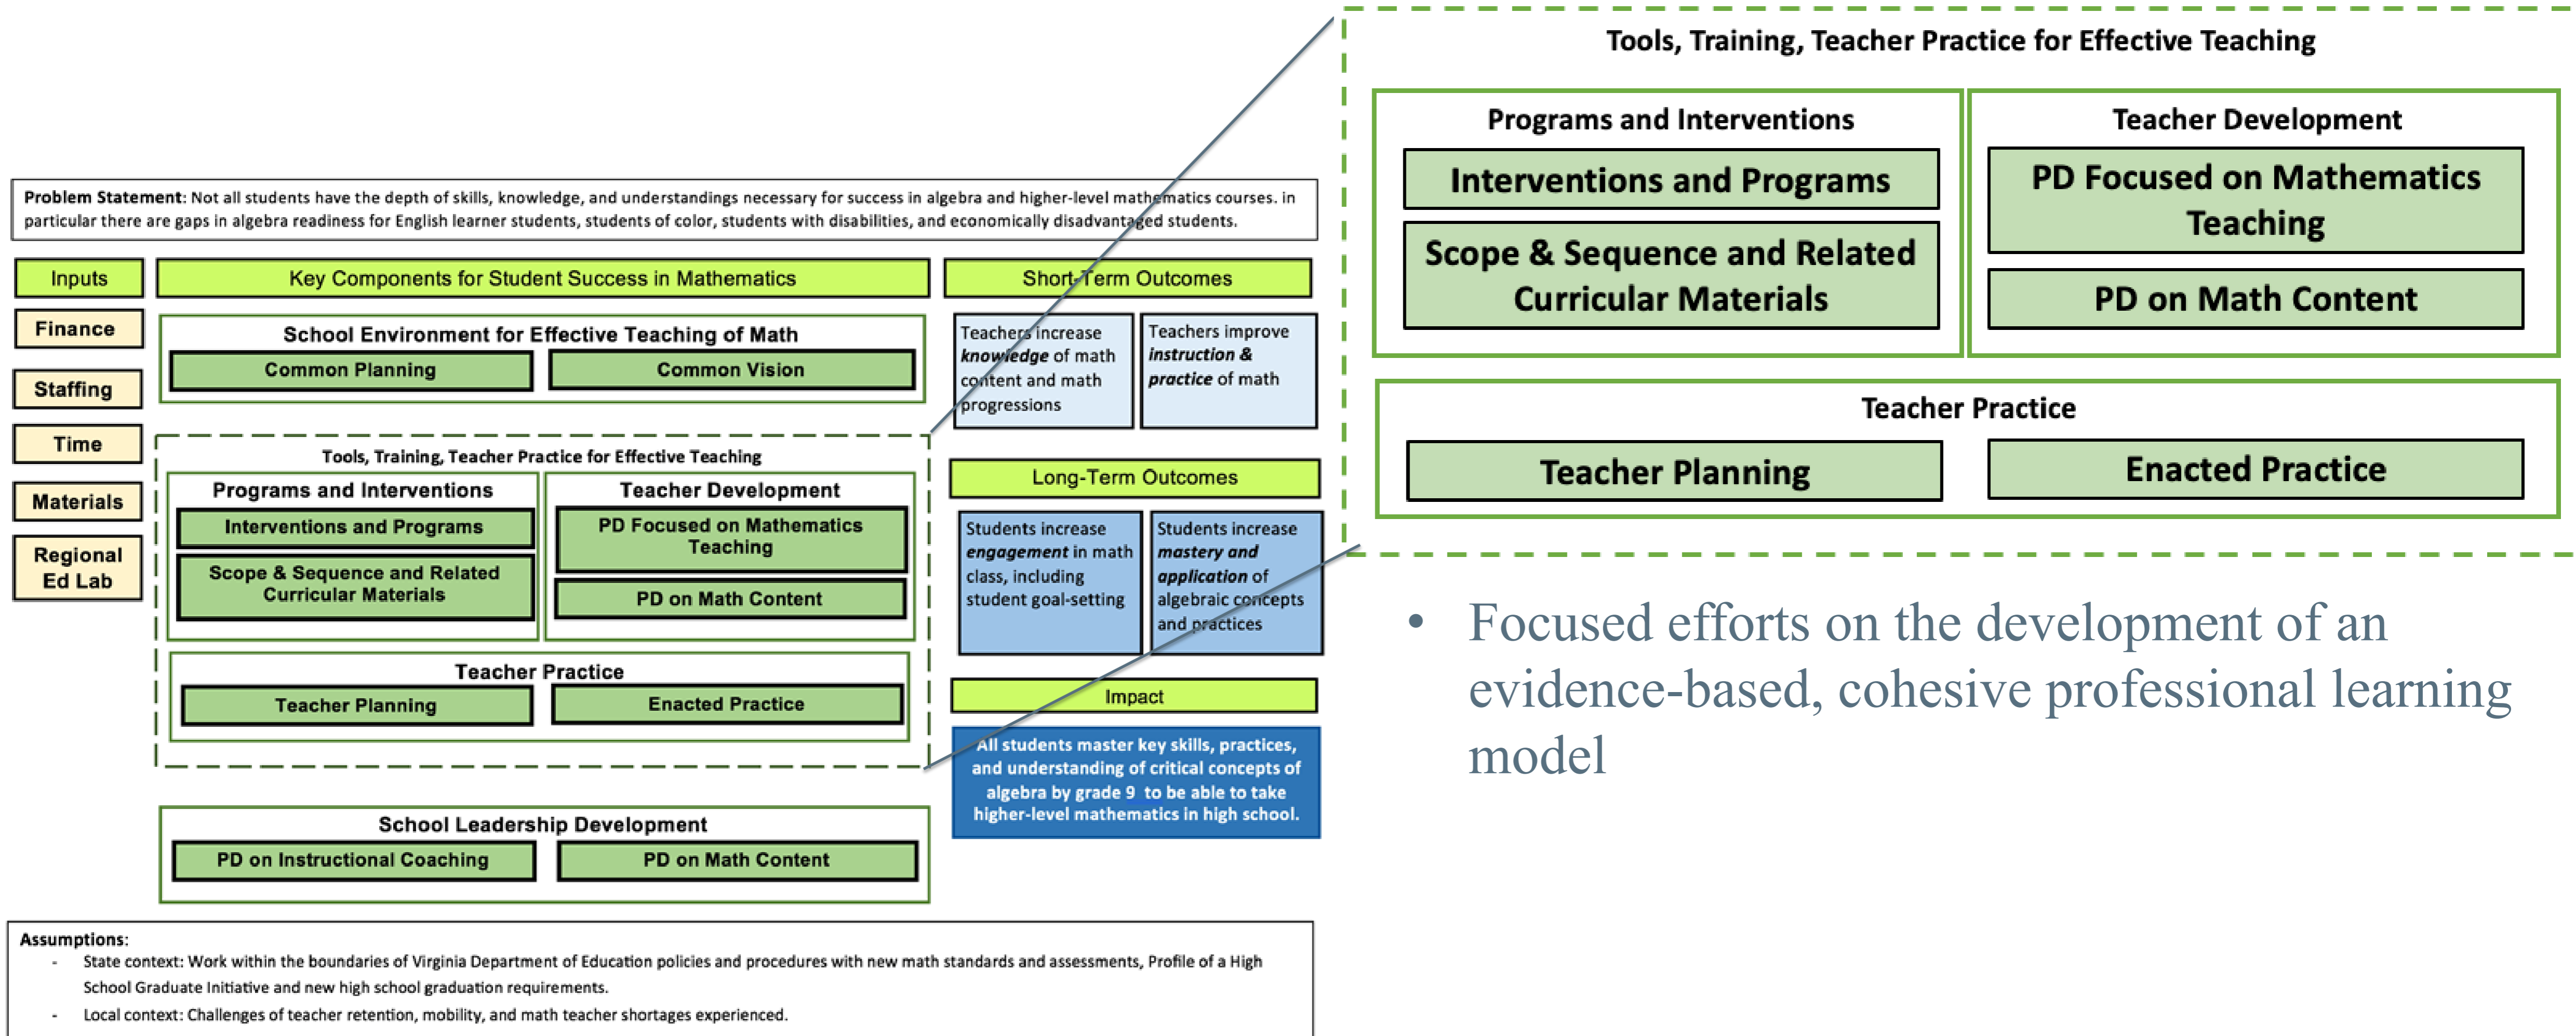 Problem Statement: Not all students have the depth of skills, knowledge, and understandings necessary for success in algebra and higher-level mathematics courses. in
particular there are gaps in algebra readiness for English learner students, students of color, students with disabilities, and economically disadvantaged students.
Inputs
Finance
Staffing
Time
Materials
Regional
Ed Lab
Key Components for Student Success in Mathematics
School Environment for Effective Teaching of Math
Common Planning
Common Vision
Tools, Training, Teacher Practice for Effective Teaching
Programs and Interventions
Interventions and Programs
Scope & Sequence and Related
Curricular Materials
Teacher Development
PD Focused on Mathematics
Teaching
PD on Math Content
Teacher Practice
Teacher Planning
Enacted Practice
School Leadership Development
PD on Instructional Coaching
PD on Math Content
Short-Term Outcomes
Teachers increase
knowledge of math
content and math
progressions
Teachers improve
instruction &
practice of math
Long-Term Outcomes
Students increase
engagement in math
class, including
student goal-setting
Students increase
mastery and
application of
algebraic concepts
and practices
Impact
All students master key skills, practices,
and understanding of critical concepts of
algebra by grade 9 to be able to take
higher-level mathematics in high school.
Assumptions:
- State context: Work within the boundaries of Virginia Department of Education policies and procedures with new math standards and assessments, Profile of a High
School Graduate Initiative and new high school graduation requirements.
- Local context: Challenges of teacher retention, mobility, and math teacher shortages experienced.
Tools, Training, Teacher Practice for Effective Teaching
Programs and Interventions
Interventions and Programs
Scope & Sequence and Related
Curricular Materials
Teacher Development
PD Focused on Mathematics
Teaching
PD on Math Content
Teacher Practice
Teacher Planning
Enacted Practice
• Focused efforts on the development of an
evidence-based, cohesive professional learning
model